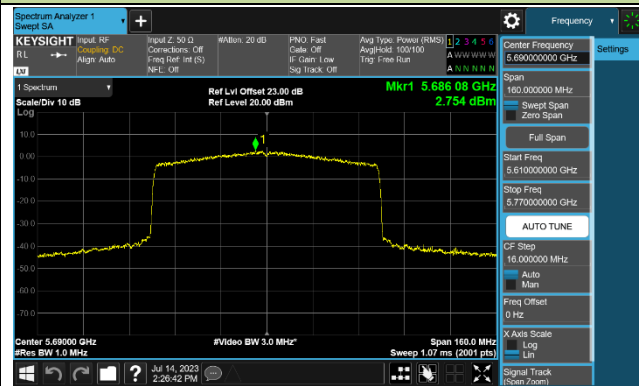 Spectrum Analyzer 1
Swept SA
Frequency
KEYSIGHT
Input: RF
Input Z: 50 Ω
#Atten: 20 dB
PNO: Fast
Avg Type: Power (RMS)
1 2 3 4 5 6
RL
Coupling: DC
Corrections: Off
Gate: Off
Avg|Hold: 100/100
A W W W W W
Align: Auto
Freq Ref: Int (S)
IF Gain: Low
Trig: Free Run
LXI
NFE: Off
Sig Track: Off
A N N N N N
Center Frequency
5.690000000 GHz
Settings
Span
160.000000 MHz
Swept Span
Zero Span
Full Span
Start Freq
5.610000000 GHz
Stop Freq
5.770000000 GHz
AUTO TUNE
CF Step
16.000000 MHz
Auto
Man
Freq Offset
0 Hz
X Axis Scale
Log
Lin
Signal Track
(Span Zoom)
1 Spectrum
Ref Lvl Offset 23.00 dB
Mkr1 5.686 08 GHz
Scale/Div 10 dB
Ref Level 20.00 dBm
2.754 dBm
Log
1
10.0
0.00
-10.0
-20.0
-30.0
-40.0
-50.0
-60.0
-70.0
Center 5.69000 GHz
#Video BW 3.0 MHz*
Span 160.0 MHz
#Res BW 1.0 MHz
Sweep 1.07 ms (2001 pts)
?
Jul 14, 2023
2:26:42 PM